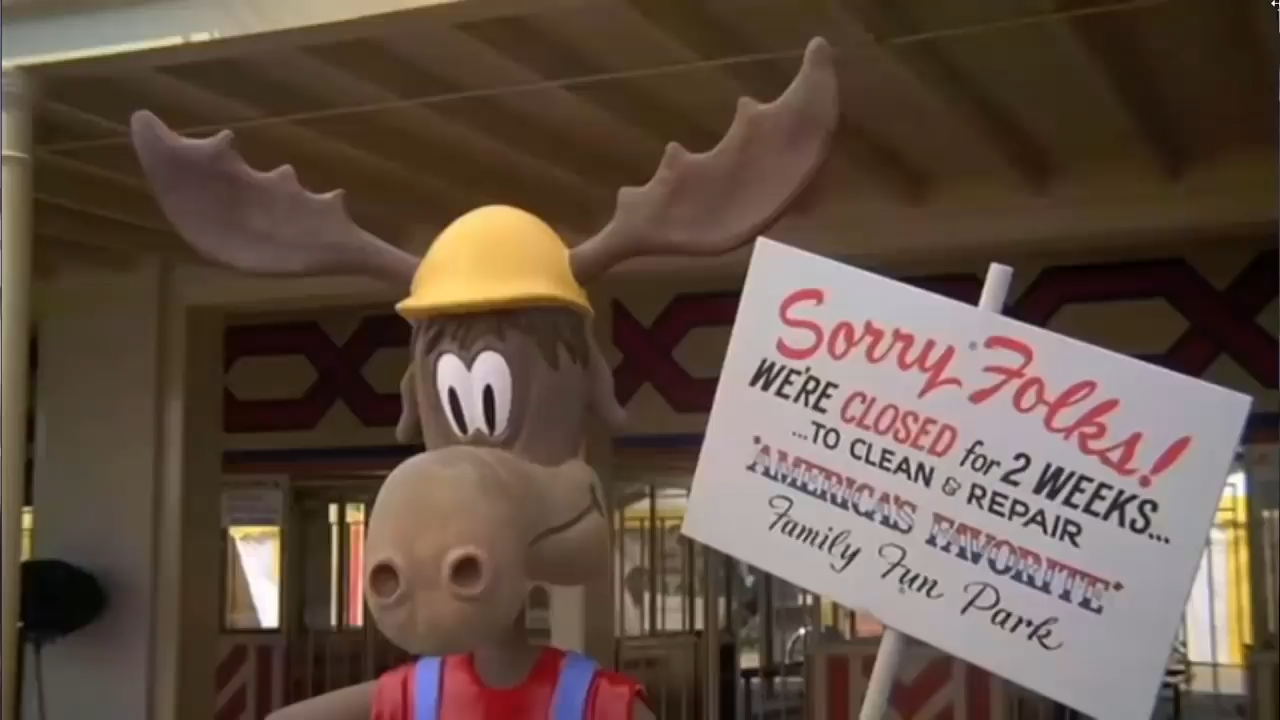 Sorry Folks!
WE'RE CLOSED for 2 WEEKS...
...TO CLEAN & REPAIR
"AMERICA'S FAVORITE"
Family Fun Park